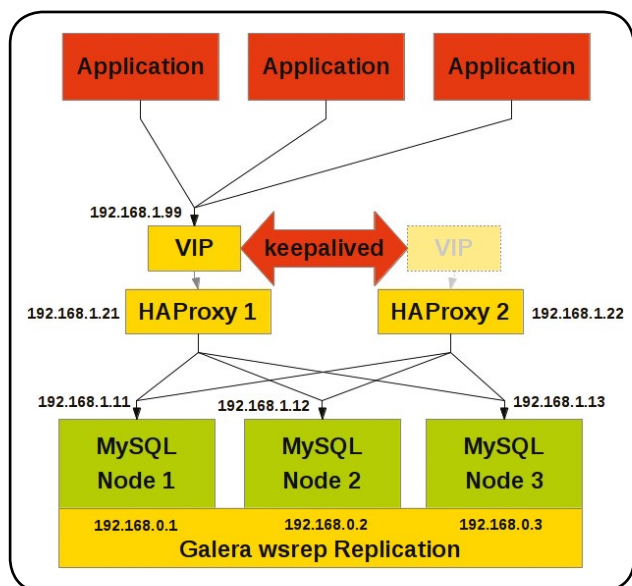 Application
Application
Application
192.168.1.99
VIP
keepalived
VIP
192.168.1.21
HAProxy 1
HAProxy 2
192.168.1.22
192.168.1.11
192.168.1.12
192.168.1.13
MySQL
Node 1
MySQL
Node 2
MySQL
Node 3
192.168.0.1
192.168.0.2
192.168.0.3
Galera wsrep Replication